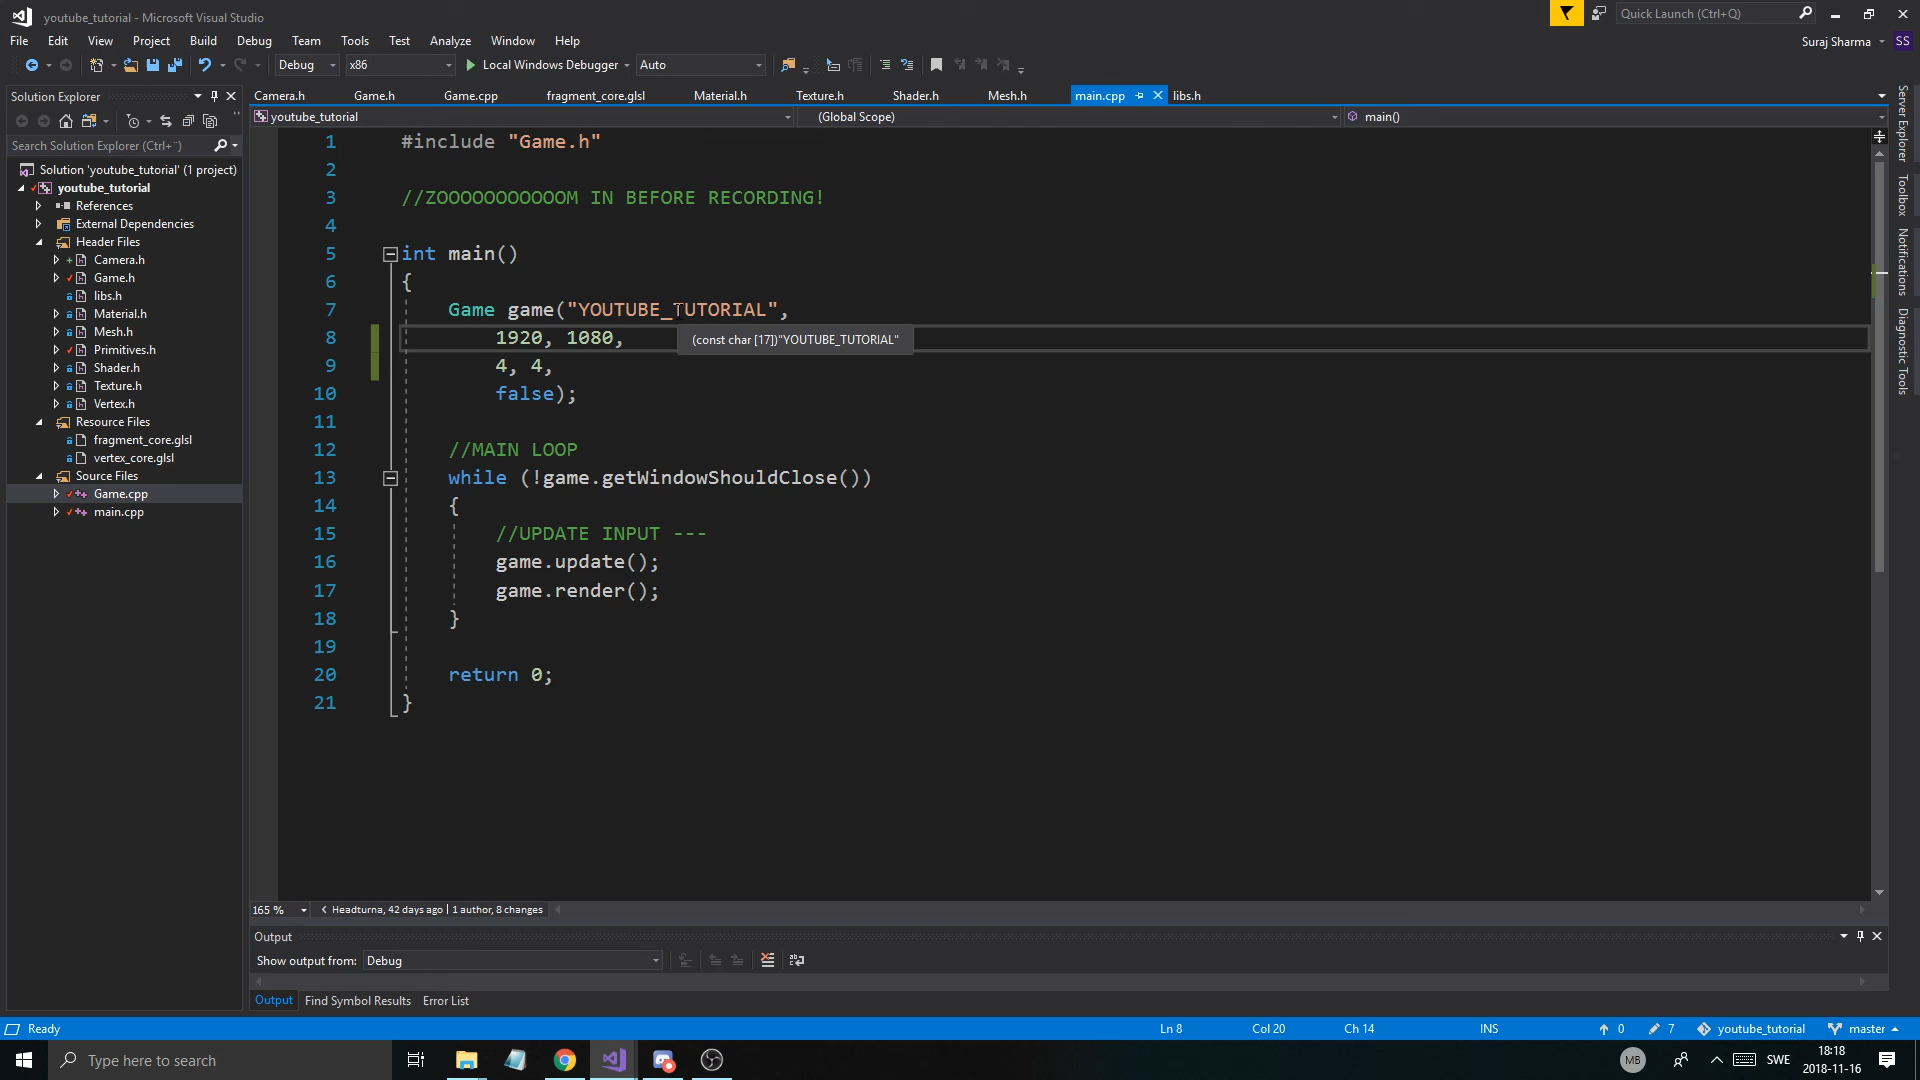 youtube_tutorial - Microsoft Visual Studio
Quick Launch (Ctrl+Q)
File Edit View Project Build Debug Team Tools Test Analyze Window Help
Suraj Sharma SS
Debug x86 Local Windows Debugger Auto
Solution Explorer
Camera.h Game.h Game.cpp fragment_core.glsl Material.h Texture.h Shader.h Mesh.h main.cpp libs.h
youtube_tutorial (Global Scope) main()
Search Solution Explorer (Ctrl+¨)
Solution 'youtube_tutorial' (1 project)
youtube_tutorial
References
External Dependencies
Header Files
Camera.h
Game.h
libs.h
Material.h
Mesh.h
Primitives.h
Shader.h
Texture.h
Vertex.h
Resource Files
fragment_core.glsl
vertex_core.glsl
Source Files
Game.cpp
main.cpp
1 #include "Game.h"
2
3 //ZOOOOOOOOOOOM IN BEFORE RECORDING!
4
5 int main()
6 {
7 Game game("YOUTUBE_TUTORIAL",
8 1920, 1080,
(const char [17])"YOUTUBE_TUTORIAL"
9 4, 4,
10 false);
11
12 //MAIN LOOP
13 while (!game.getWindowShouldClose())
14 {
15 //UPDATE INPUT ---
16 game.update();
17 game.render();
18 }
19
20 return 0;
21 }
Server Explorer
Toolbox
Notifications
Diagnostic Tools
165 % Headturna, 42 days ago | 1 author, 8 changes
Output
Show output from: Debug
Output Find Symbol Results Error List
Ready Ln 8 Col 20 Ch 14 INS 0 7 youtube_tutorial master
Type here to search
MB SWE 18:18
2018-11-16